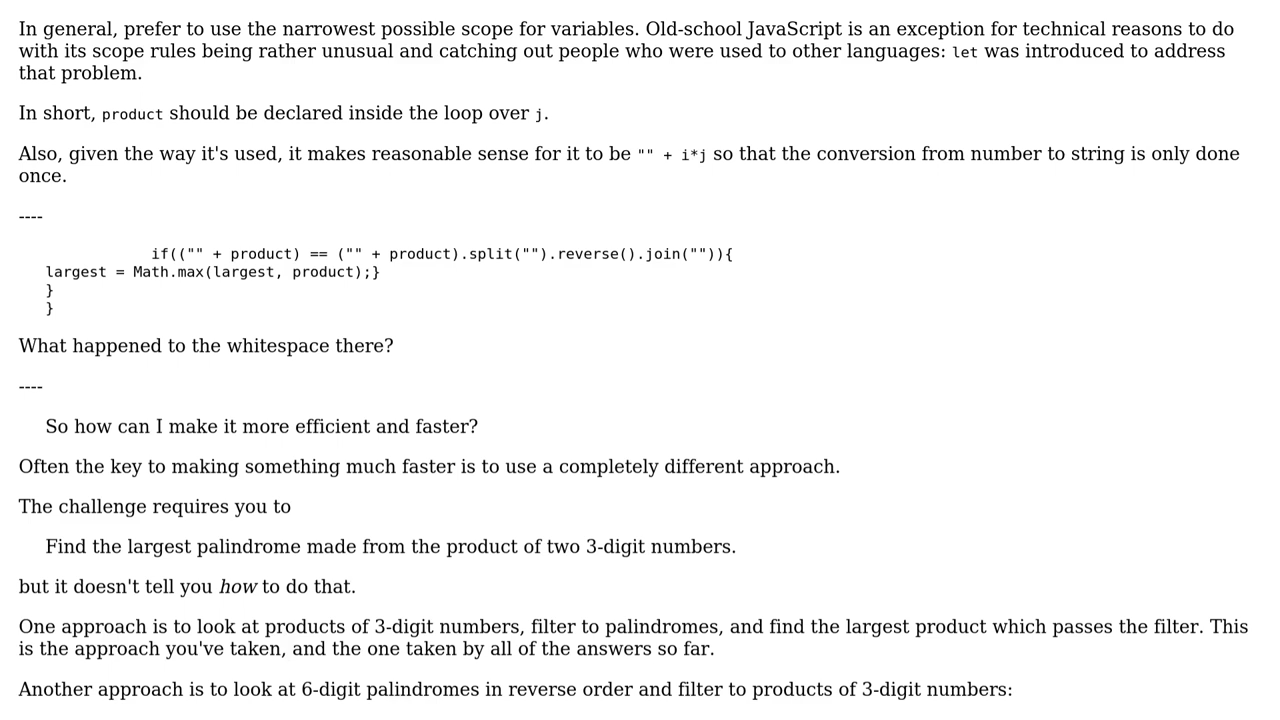 In general, prefer to use the narrowest possible scope for variables. Old-school JavaScript is an exception for technical reasons to do
with its scope rules being rather unusual and catching out people who were used to other languages: let was introduced to address
that problem.
In short, product should be declared inside the loop over j.
Also, given the way it's used, it makes reasonable sense for it to be "" + i*j so that the conversion from number to string is only done
once.
----
if(("" + product) == ("" + product).split("").reverse().join("")){
largest = Math.max(largest, product);}
}
}
What happened to the whitespace there?
----
So how can I make it more efficient and faster?
Often the key to making something much faster is to use a completely different approach.
The challenge requires you to
Find the largest palindrome made from the product of two 3-digit numbers.
but it doesn't tell you how to do that.
One approach is to look at products of 3-digit numbers, filter to palindromes, and find the largest product which passes the filter. This
is the approach you've taken, and the one taken by all of the answers so far.
Another approach is to look at 6-digit palindromes in reverse order and filter to products of 3-digit numbers: